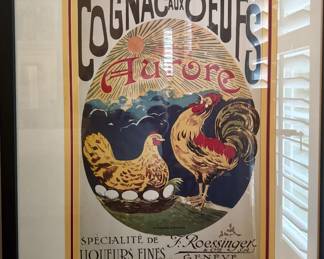 COGNAC AUX OEUFS
Aurore
SPÉCIALITÉ DE
LIQUEURS FINES
F. Roessinger
GENÈVE